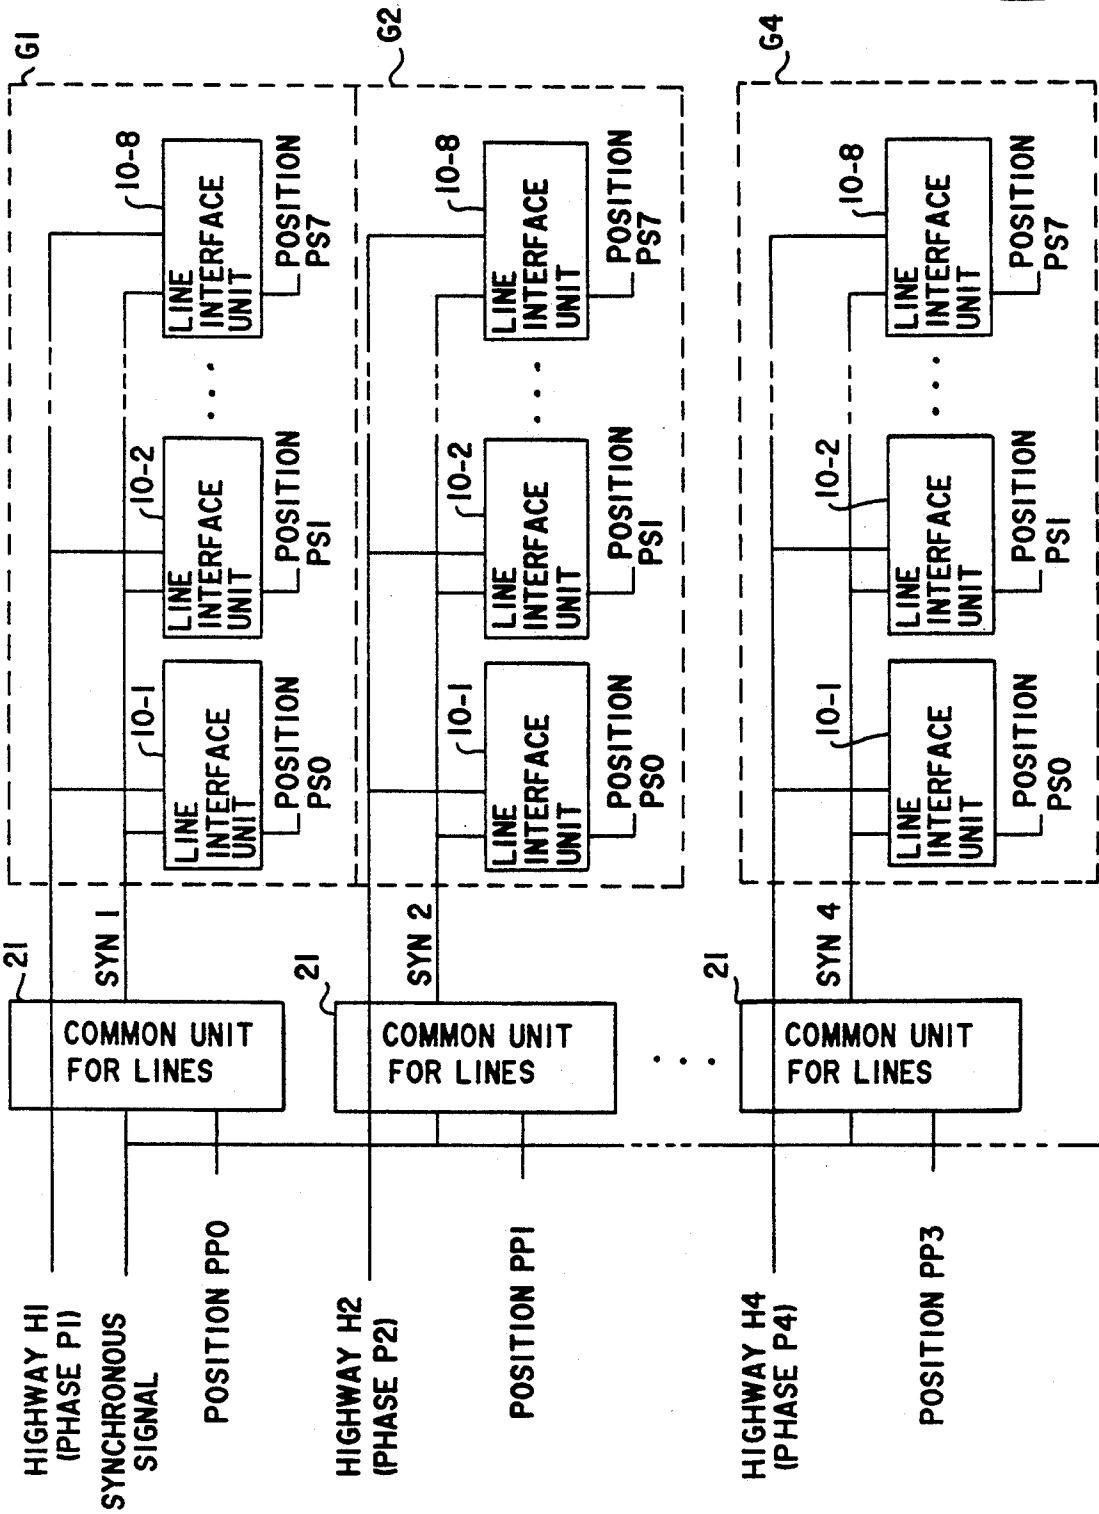 HIGHWAY H1
(PHASE P1)
SYNCHRONOUS
SIGNAL
POSITION PP0
21
COMMON UNIT
FOR LINES
SYN 1
G1
10-1
LINE
INTERFACE
UNIT
POSITION
PS0
10-2
LINE
INTERFACE
UNIT
POSITION
PS1
10-8
LINE
INTERFACE
UNIT
POSITION
PS7
HIGHWAY H2
(PHASE P2)
POSITION PP1
21
COMMON UNIT
FOR LINES
SYN 2
G2
10-1
LINE
INTERFACE
UNIT
POSITION
PS0
10-2
LINE
INTERFACE
UNIT
POSITION
PS1
10-8
LINE
INTERFACE
UNIT
POSITION
PS7
HIGHWAY H4
(PHASE P4)
POSITION PP3
21
COMMON UNIT
FOR LINES
SYN 4
G4
10-1
LINE
INTERFACE
UNIT
POSITION
PS0
10-2
LINE
INTERFACE
UNIT
POSITION
PS1
10-8
LINE
INTERFACE
UNIT
POSITION
PS7